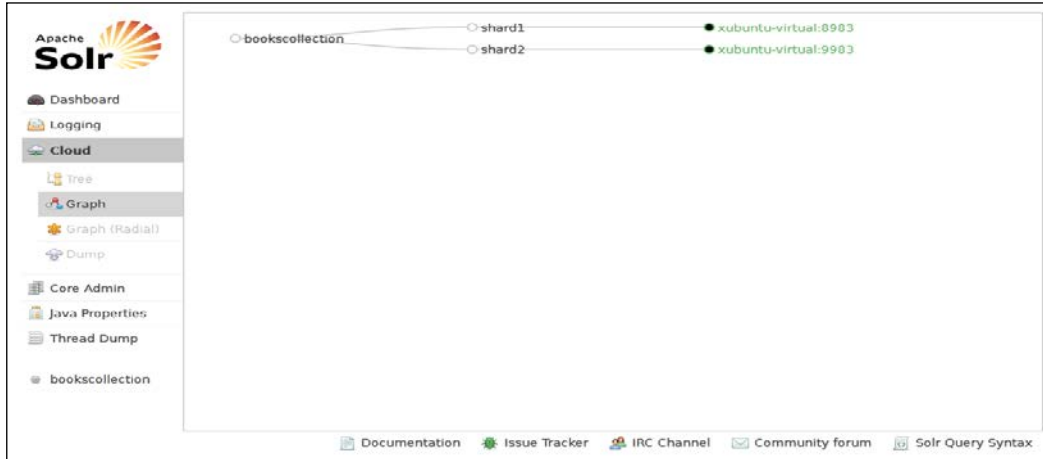 Apache
Solr
Dashboard
Logging
Cloud
Tree
Graph
Graph (Radial)
Dump
Core Admin
Java Properties
Thread Dump
bookscollection
bookscollection
shard1
xubuntu-virtual:8983
shard2
xubuntu-virtual:9983
Documentation
Issue Tracker
IRC Channel
Community forum
Solr Query Syntax